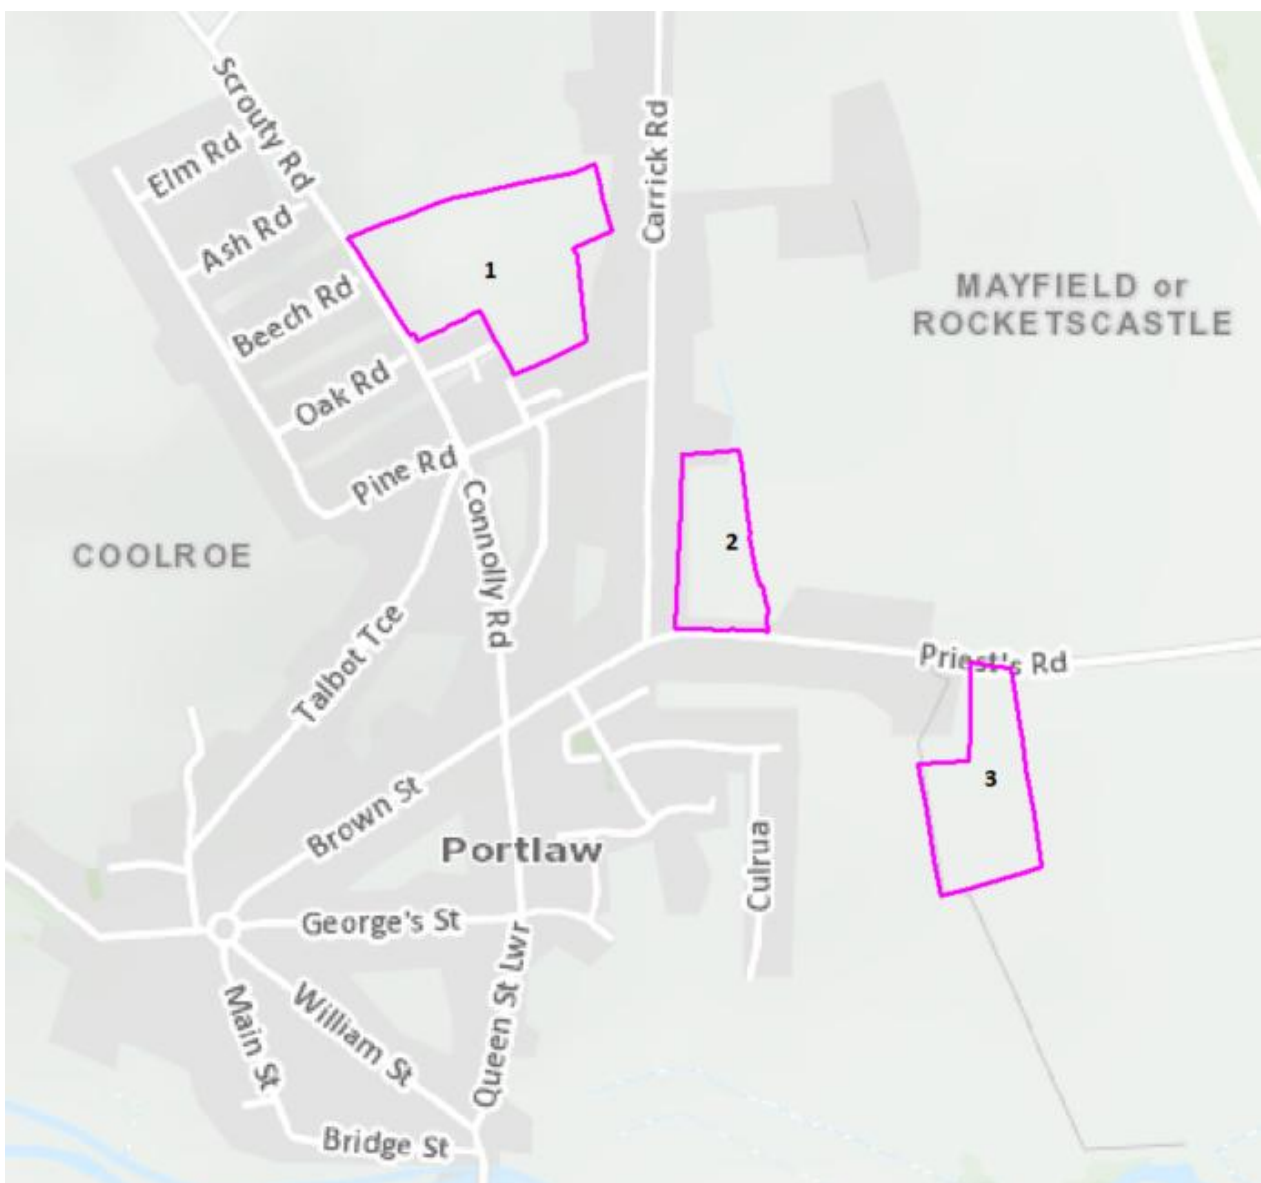 Scrouty Rd
Elm Rd
Carrick Rd
Ash Rd
1
Beech Rd
MAYFIELD or
ROCKETSCASTLE
Oak Rd
Pine Rd
Connolly Rd
2
COOLROE
Talbot Tce
Priest's Rd
3
Brown St
Portlaw
Culrua
George's St
Queen St Lwr
Main St
William St
Bridge St